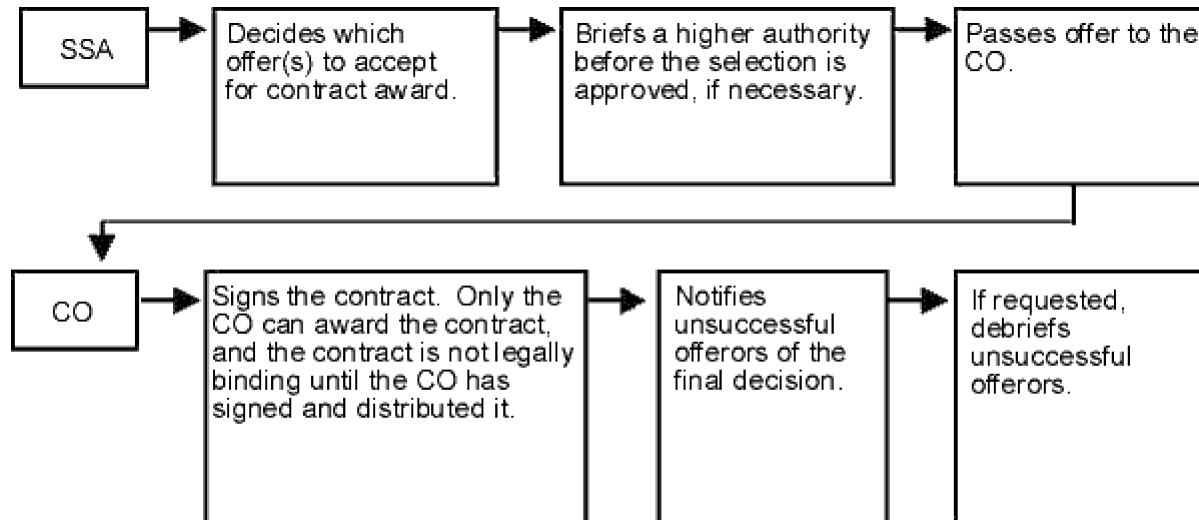 SSA
Decides which
offer(s) to accept
for contract award.
Briefs a higher authority
before the selection is
approved, if necessary.
Passes offer to the
CO.
CO
Signs the contract.  Only the
CO can award the contract,
and the contract is not legally
binding until the CO has
signed and distributed it.
Notifies
unsuccessful
offerors of the
final decision.
If requested,
debriefs
unsuccessful
offerors.